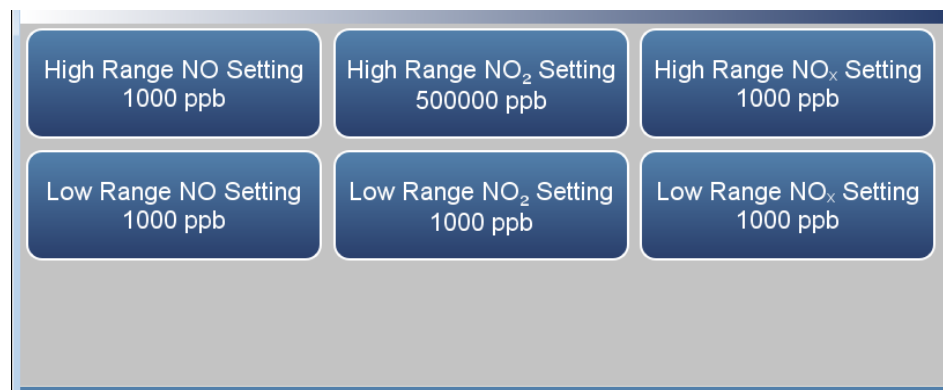 High Range NO Setting
1000 ppb
High Range NO₂ Setting
500000 ppb
High Range NOₓ Setting
1000 ppb
Low Range NO Setting
1000 ppb
Low Range NO₂ Setting
1000 ppb
Low Range NOₓ Setting
1000 ppb